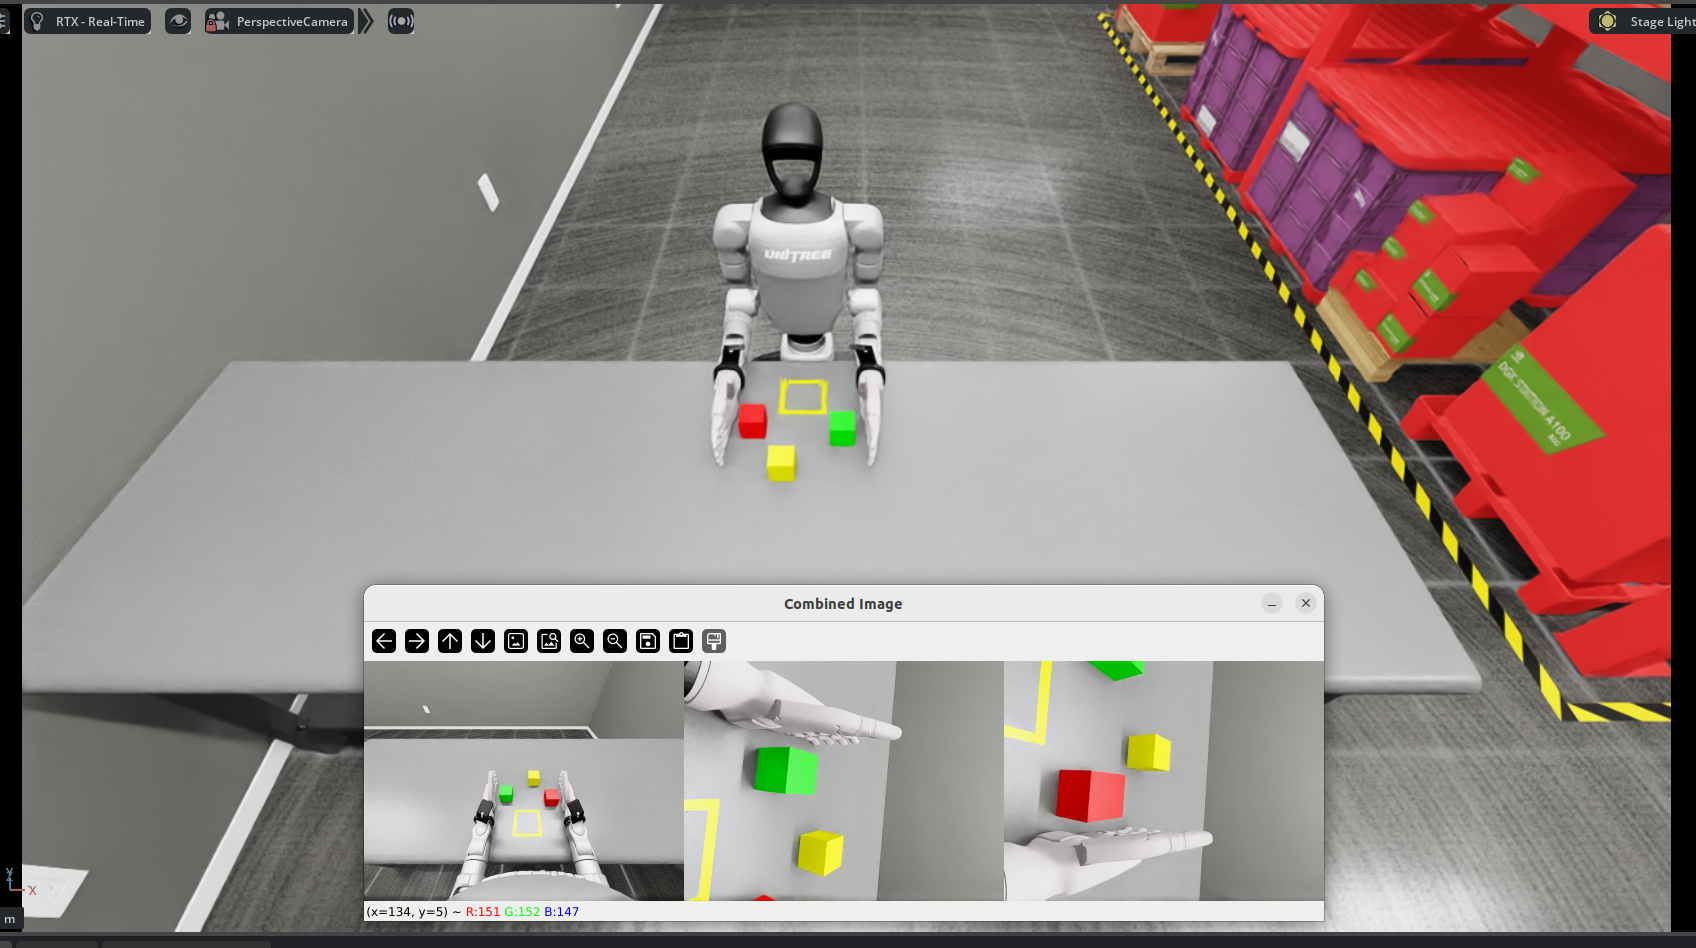 RTX - Real-Time
PerspectiveCamera
Stage Light
UNITREE
DGX STATION A100
Combined Image
(x=134, y=5) ~ R:151 G:152 B:147
Y
Z
X
m